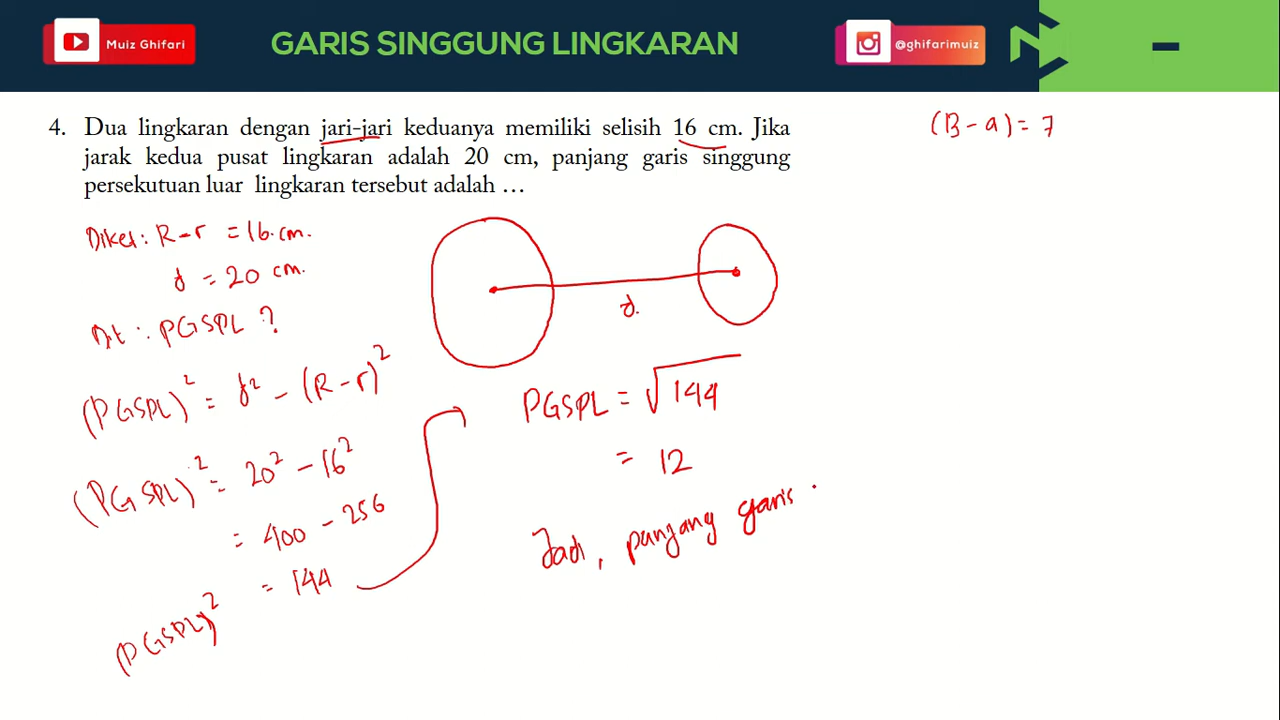 Muiz Ghifari
GARIS SINGGUNG LINGKARAN
@ghifarimuiz
4. Dua lingkaran dengan jari-jari keduanya memiliki selisih 16 cm. Jika
jarak kedua pusat lingkaran adalah 20 cm, panjang garis singgung
persekutuan luar lingkaran tersebut adalah …
(B - a) = 7
Diket: R - r = 16 cm.
d = 20 cm.
Dit : PGSPL ?
(PGSPL)² = d² - (R - r)²
(PGSPL)² = 20² - 16²
= 400 - 256
(PGSPL)² = 144
d.
PGSPL = √144
= 12
Jadi, panjang garis